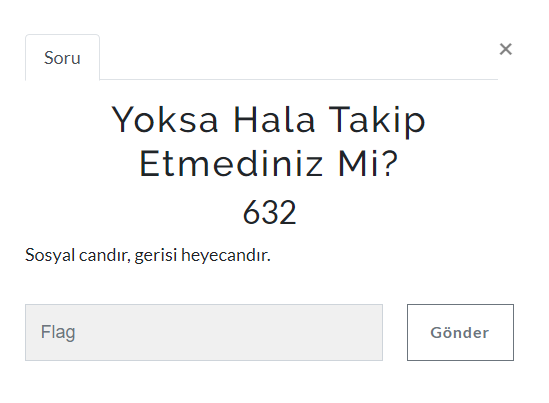 Soru
×
Yoksa Hala Takip
Etmediniz Mi?
632
Sosyal candır, gerisi heyecandır.
Flag
Gönder